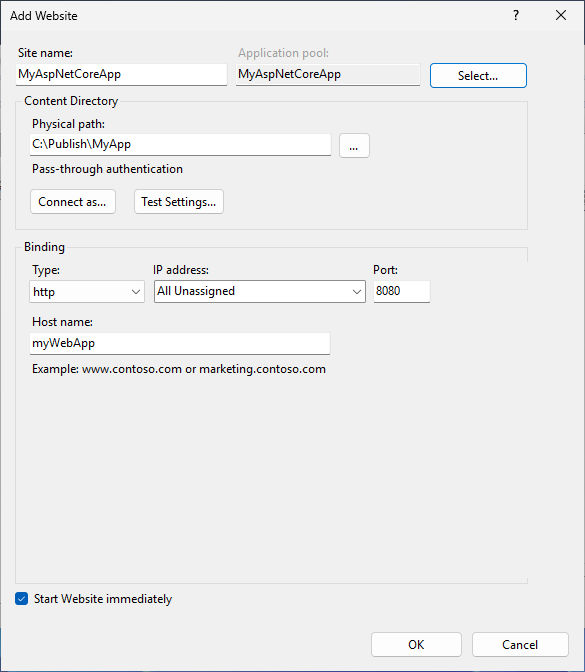 Add Website
?
Site name: Application pool:
MyAspNetCoreApp MyAspNetCoreApp Select...
Content Directory
Physical path:
C:\Publish\MyApp ...
Pass-through authentication
Connect as... Test Settings...
Binding
Type: IP address: Port:
http All Unassigned 8080
Host name:
myWebApp
Example: www.contoso.com or marketing.contoso.com
Start Website immediately
OK Cancel